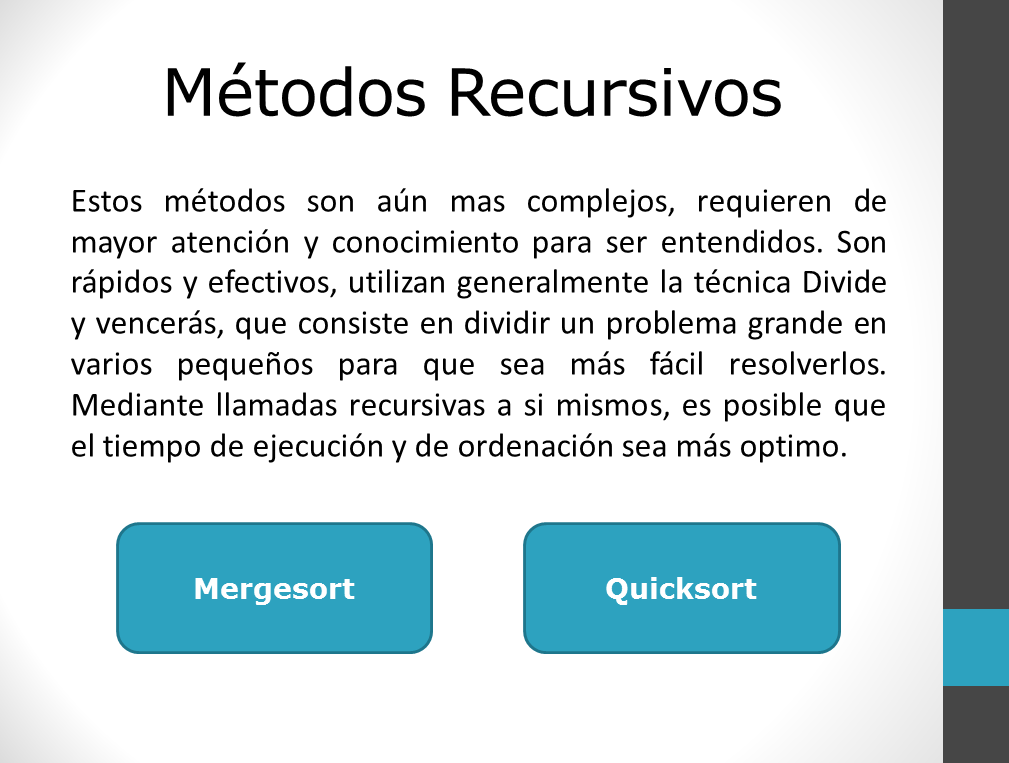 Métodos Recursivos
Estos métodos son aún mas complejos, requieren de
mayor atención y conocimiento para ser entendidos. Son
rápidos y efectivos, utilizan generalmente la técnica Divide
y vencerás, que consiste en dividir un problema grande en
varios pequeños para que sea más fácil resolverlos.
Mediante llamadas recursivas a si mismos, es posible que
el tiempo de ejecución y de ordenación sea más optimo.
Mergesort
Quicksort